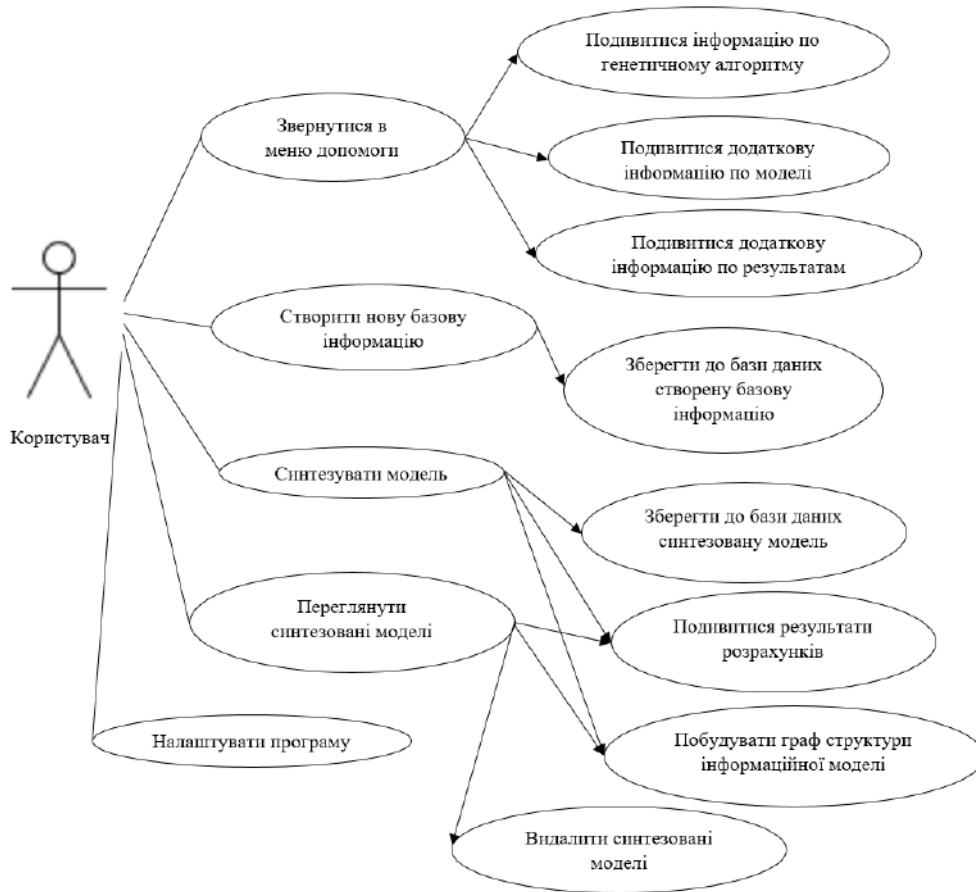 Подивитися інформацію по
генетичному алгоритму
Звернутися в
меню допомоги
Подивитися додаткову
інформацію по моделі
Подивитися додаткову
інформацію по результатам
Створити нову базову
інформацію
Зберегти до бази даних
створену базову
інформацію
Користувач
Синтезувати модель
Зберегти до бази даних
синтезовану модель
Переглянути
синтезовані моделі
Подивитися результати
розрахунків
Налаштувати програму
Побудувати граф структури
інформаційної моделі
Видалити синтезовані
моделі